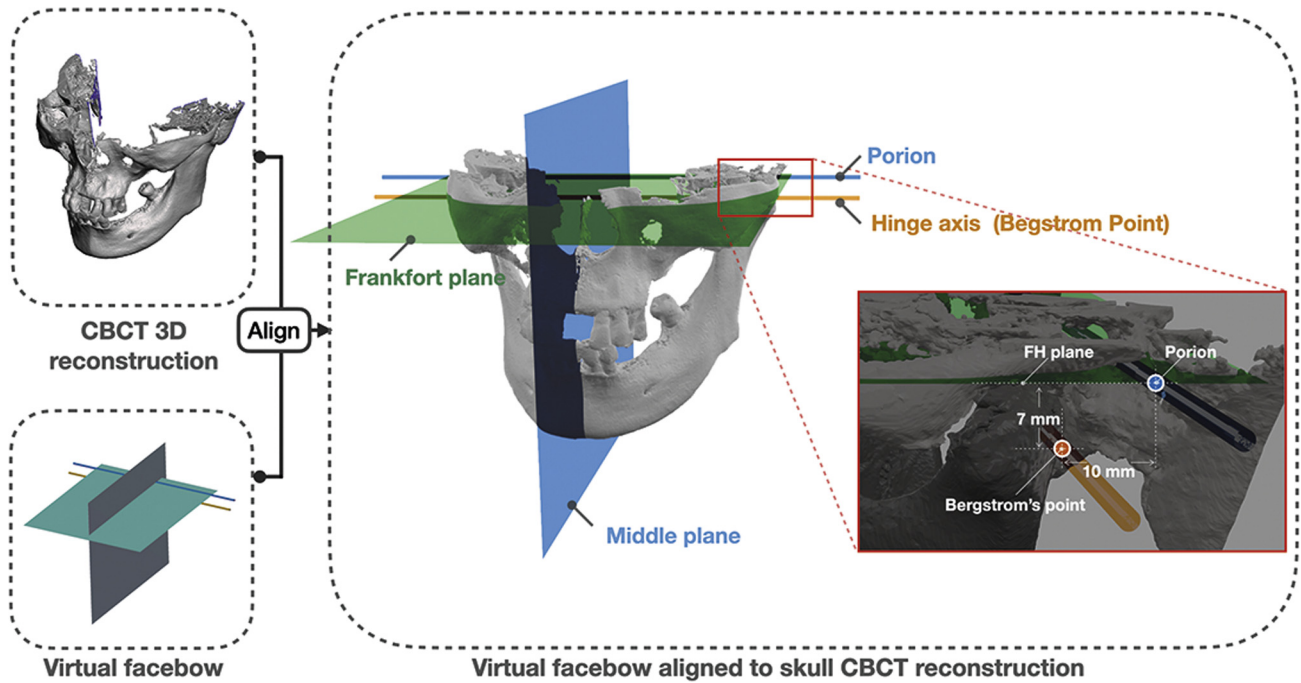 CBCT 3D
reconstruction
Align
Virtual facebow
Porion
Hinge axis (Begstrom Point)
Frankfort plane
Middle plane
FH plane
Porion
7 mm
10 mm
Bergstrom's point
Virtual facebow aligned to skull CBCT reconstruction